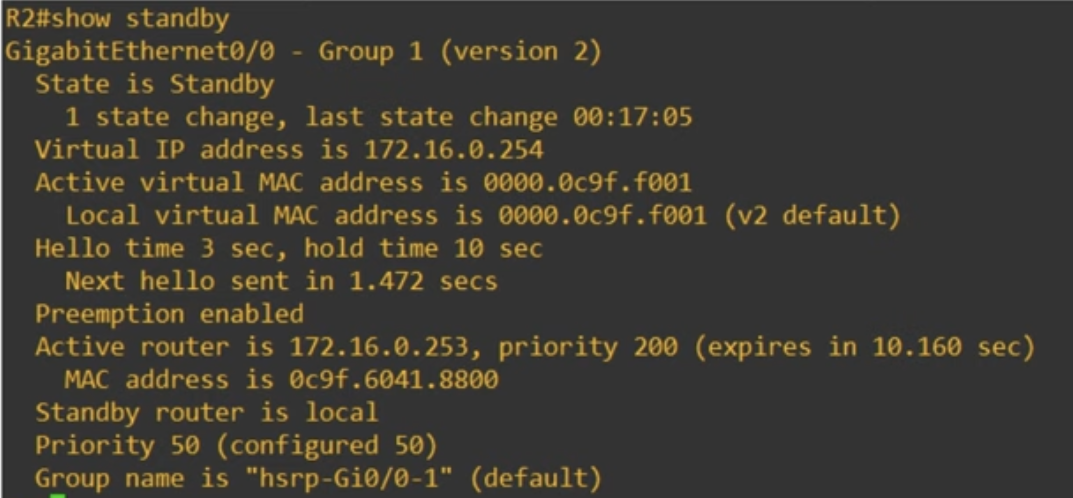 R2#show standby
GigabitEthernet0/0 - Group 1 (version 2)
State is Standby
1 state change, last state change 00:17:05
Virtual IP address is 172.16.0.254
Active virtual MAC address is 0000.0c9f.f001
Local virtual MAC address is 0000.0c9f.f001 (v2 default)
Hello time 3 sec, hold time 10 sec
Next hello sent in 1.472 secs
Preemption enabled
Active router is 172.16.0.253, priority 200 (expires in 10.160 sec)
MAC address is 0c9f.6041.8800
Standby router is local
Priority 50 (configured 50)
Group name is "hsrp-Gi0/0-1" (default)